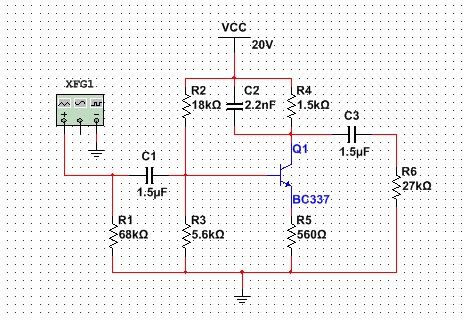 VCC
20V
XFG1
R2
18kΩ
C2
2.2nF
R4
1.5kΩ
C3
1.5µF
Q1
C1
1.5µF
BC337
R6
27kΩ
R1
68kΩ
R3
5.6kΩ
R5
560Ω